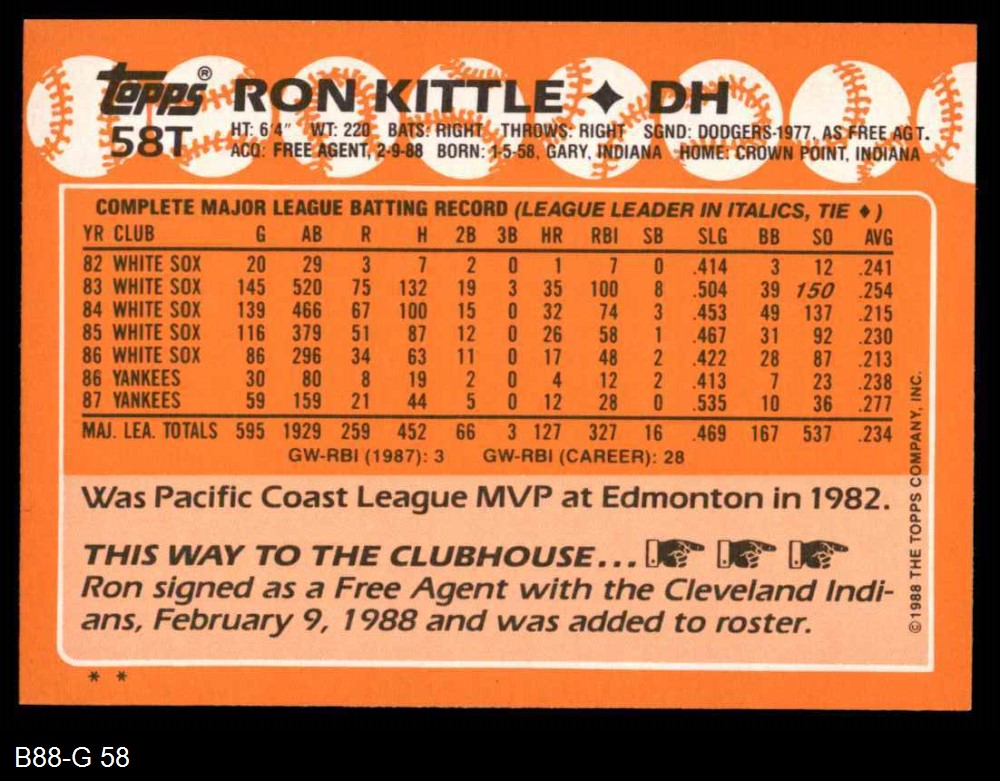 topps® RON KITTLE ✦ DH
58T HT: 6'4" WT: 220 BATS: RIGHT THROWS: RIGHT SGND: DODGERS-1977, AS FREE AGT.
ACQ: FREE AGENT, 2-9-88 BORN: 1-5-58, GARY, INDIANA HOME: CROWN POINT, INDIANA
COMPLETE MAJOR LEAGUE BATTING RECORD (LEAGUE LEADER IN ITALICS, TIE ♦)
YR CLUB G AB R H 2B 3B HR RBI SB SLG BB SO AVG
82 WHITE SOX 20 29 3 7 2 0 1 7 0 .414 3 12 .241
83 WHITE SOX 145 520 75 132 19 3 35 100 8 .504 39 150 .254
84 WHITE SOX 139 466 67 100 15 0 32 74 3 .453 49 137 .215
85 WHITE SOX 116 379 51 87 12 0 26 58 1 .467 31 92 .230
86 WHITE SOX 86 296 34 63 11 0 17 48 2 .422 28 87 .213
86 YANKEES 30 80 8 19 2 0 4 12 2 .413 7 23 .238
87 YANKEES 59 159 21 44 5 0 12 28 0 .535 10 36 .277
MAJ. LEA. TOTALS 595 1929 259 452 66 3 127 327 16 .469 167 537 .234
GW-RBI (1987): 3 GW-RBI (CAREER): 28
Was Pacific Coast League MVP at Edmonton in 1982.
THIS WAY TO THE CLUBHOUSE...
Ron signed as a Free Agent with the Cleveland Indi-
ans, February 9, 1988 and was added to roster.
©1988 THE TOPPS COMPANY, INC.
* *
B88-G 58